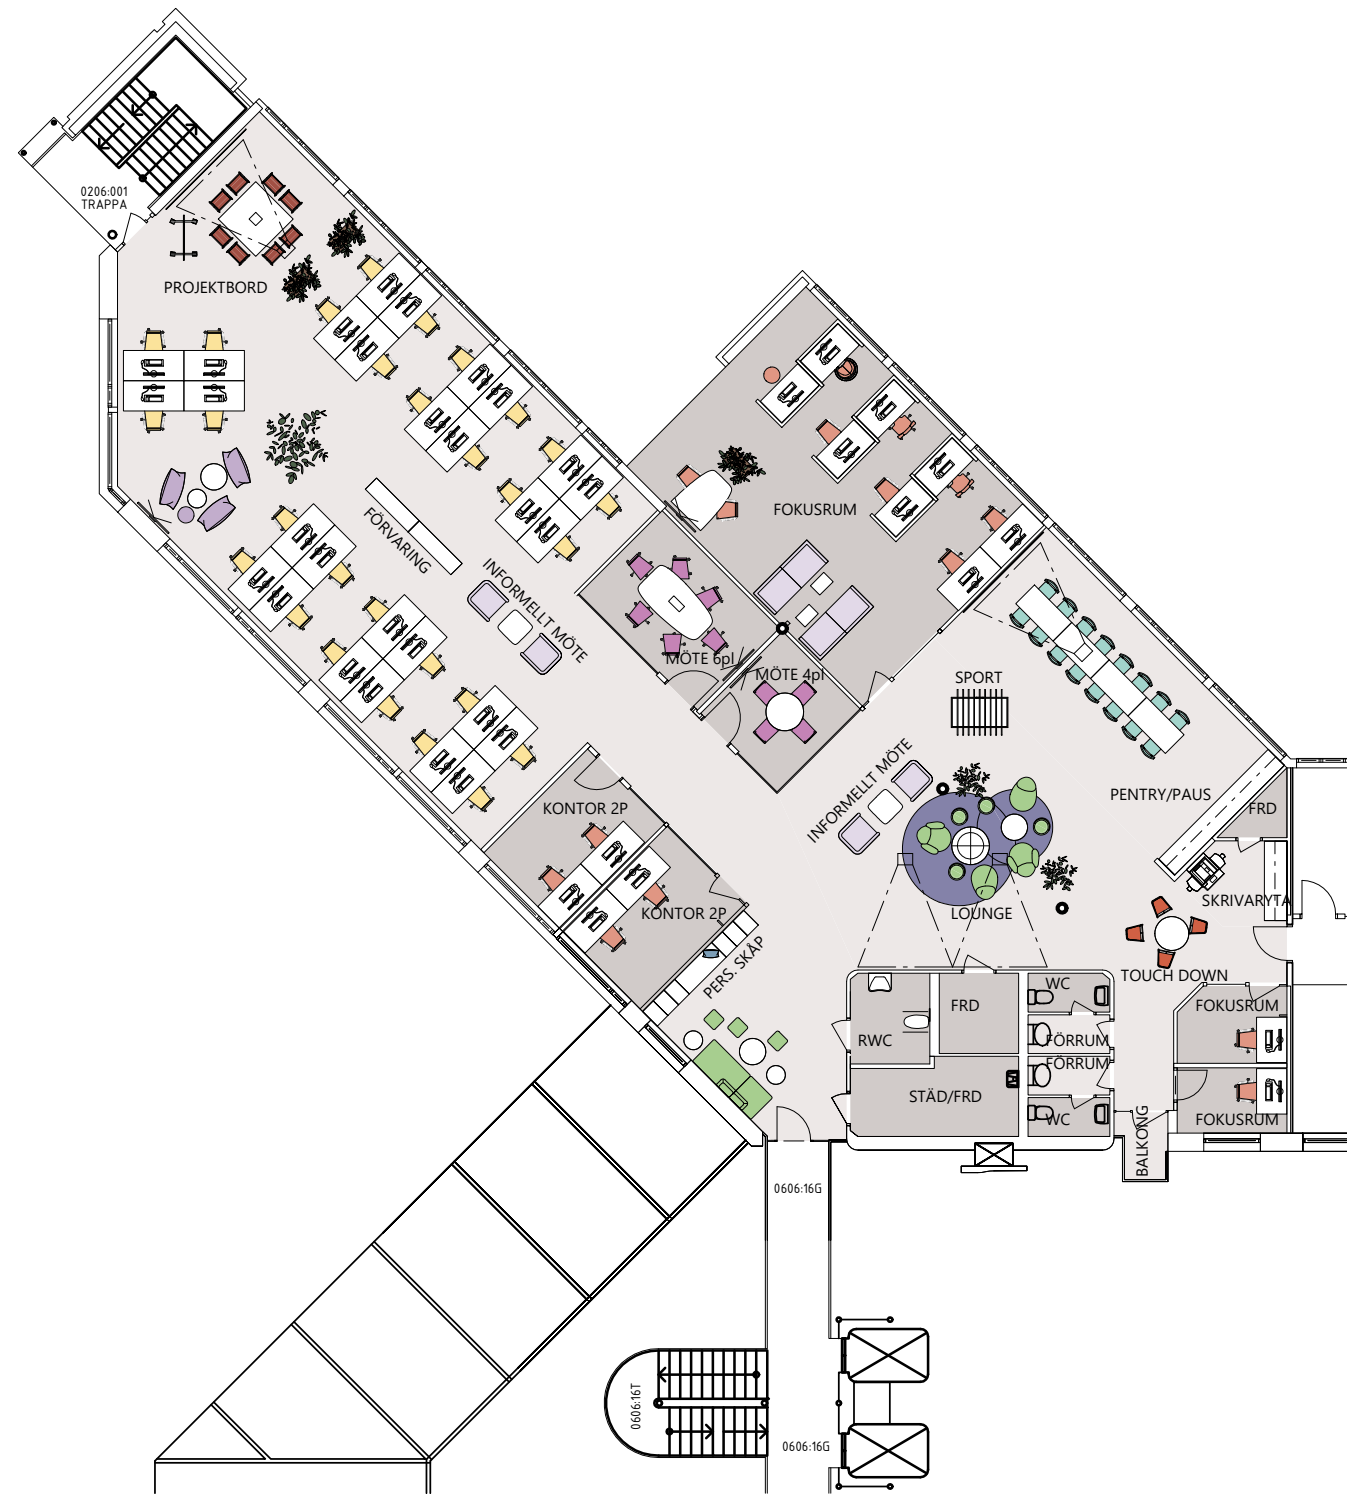 0206:001
TRAPPA
PROJEKTBORD
FÖRVARING
INFORMELLT MÖTE
FOKUSRUM
MÖTE 6pl
MÖTE 4pl
SPORT
INFORMELLT MÖTE
PENTRY/PAUS
FRD
KONTOR 2P
KONTOR 2P
SKRIVARYTA
LOUNGE
PERS. SKÅP
TOUCH DOWN
WC
FRD
FOKUSRUM
RWC
FÖRRUM
FÖRRUM
STÄD/FRD
WC
FOKUSRUM
BALKONG
0606:16G
0606:16T
0606:16G